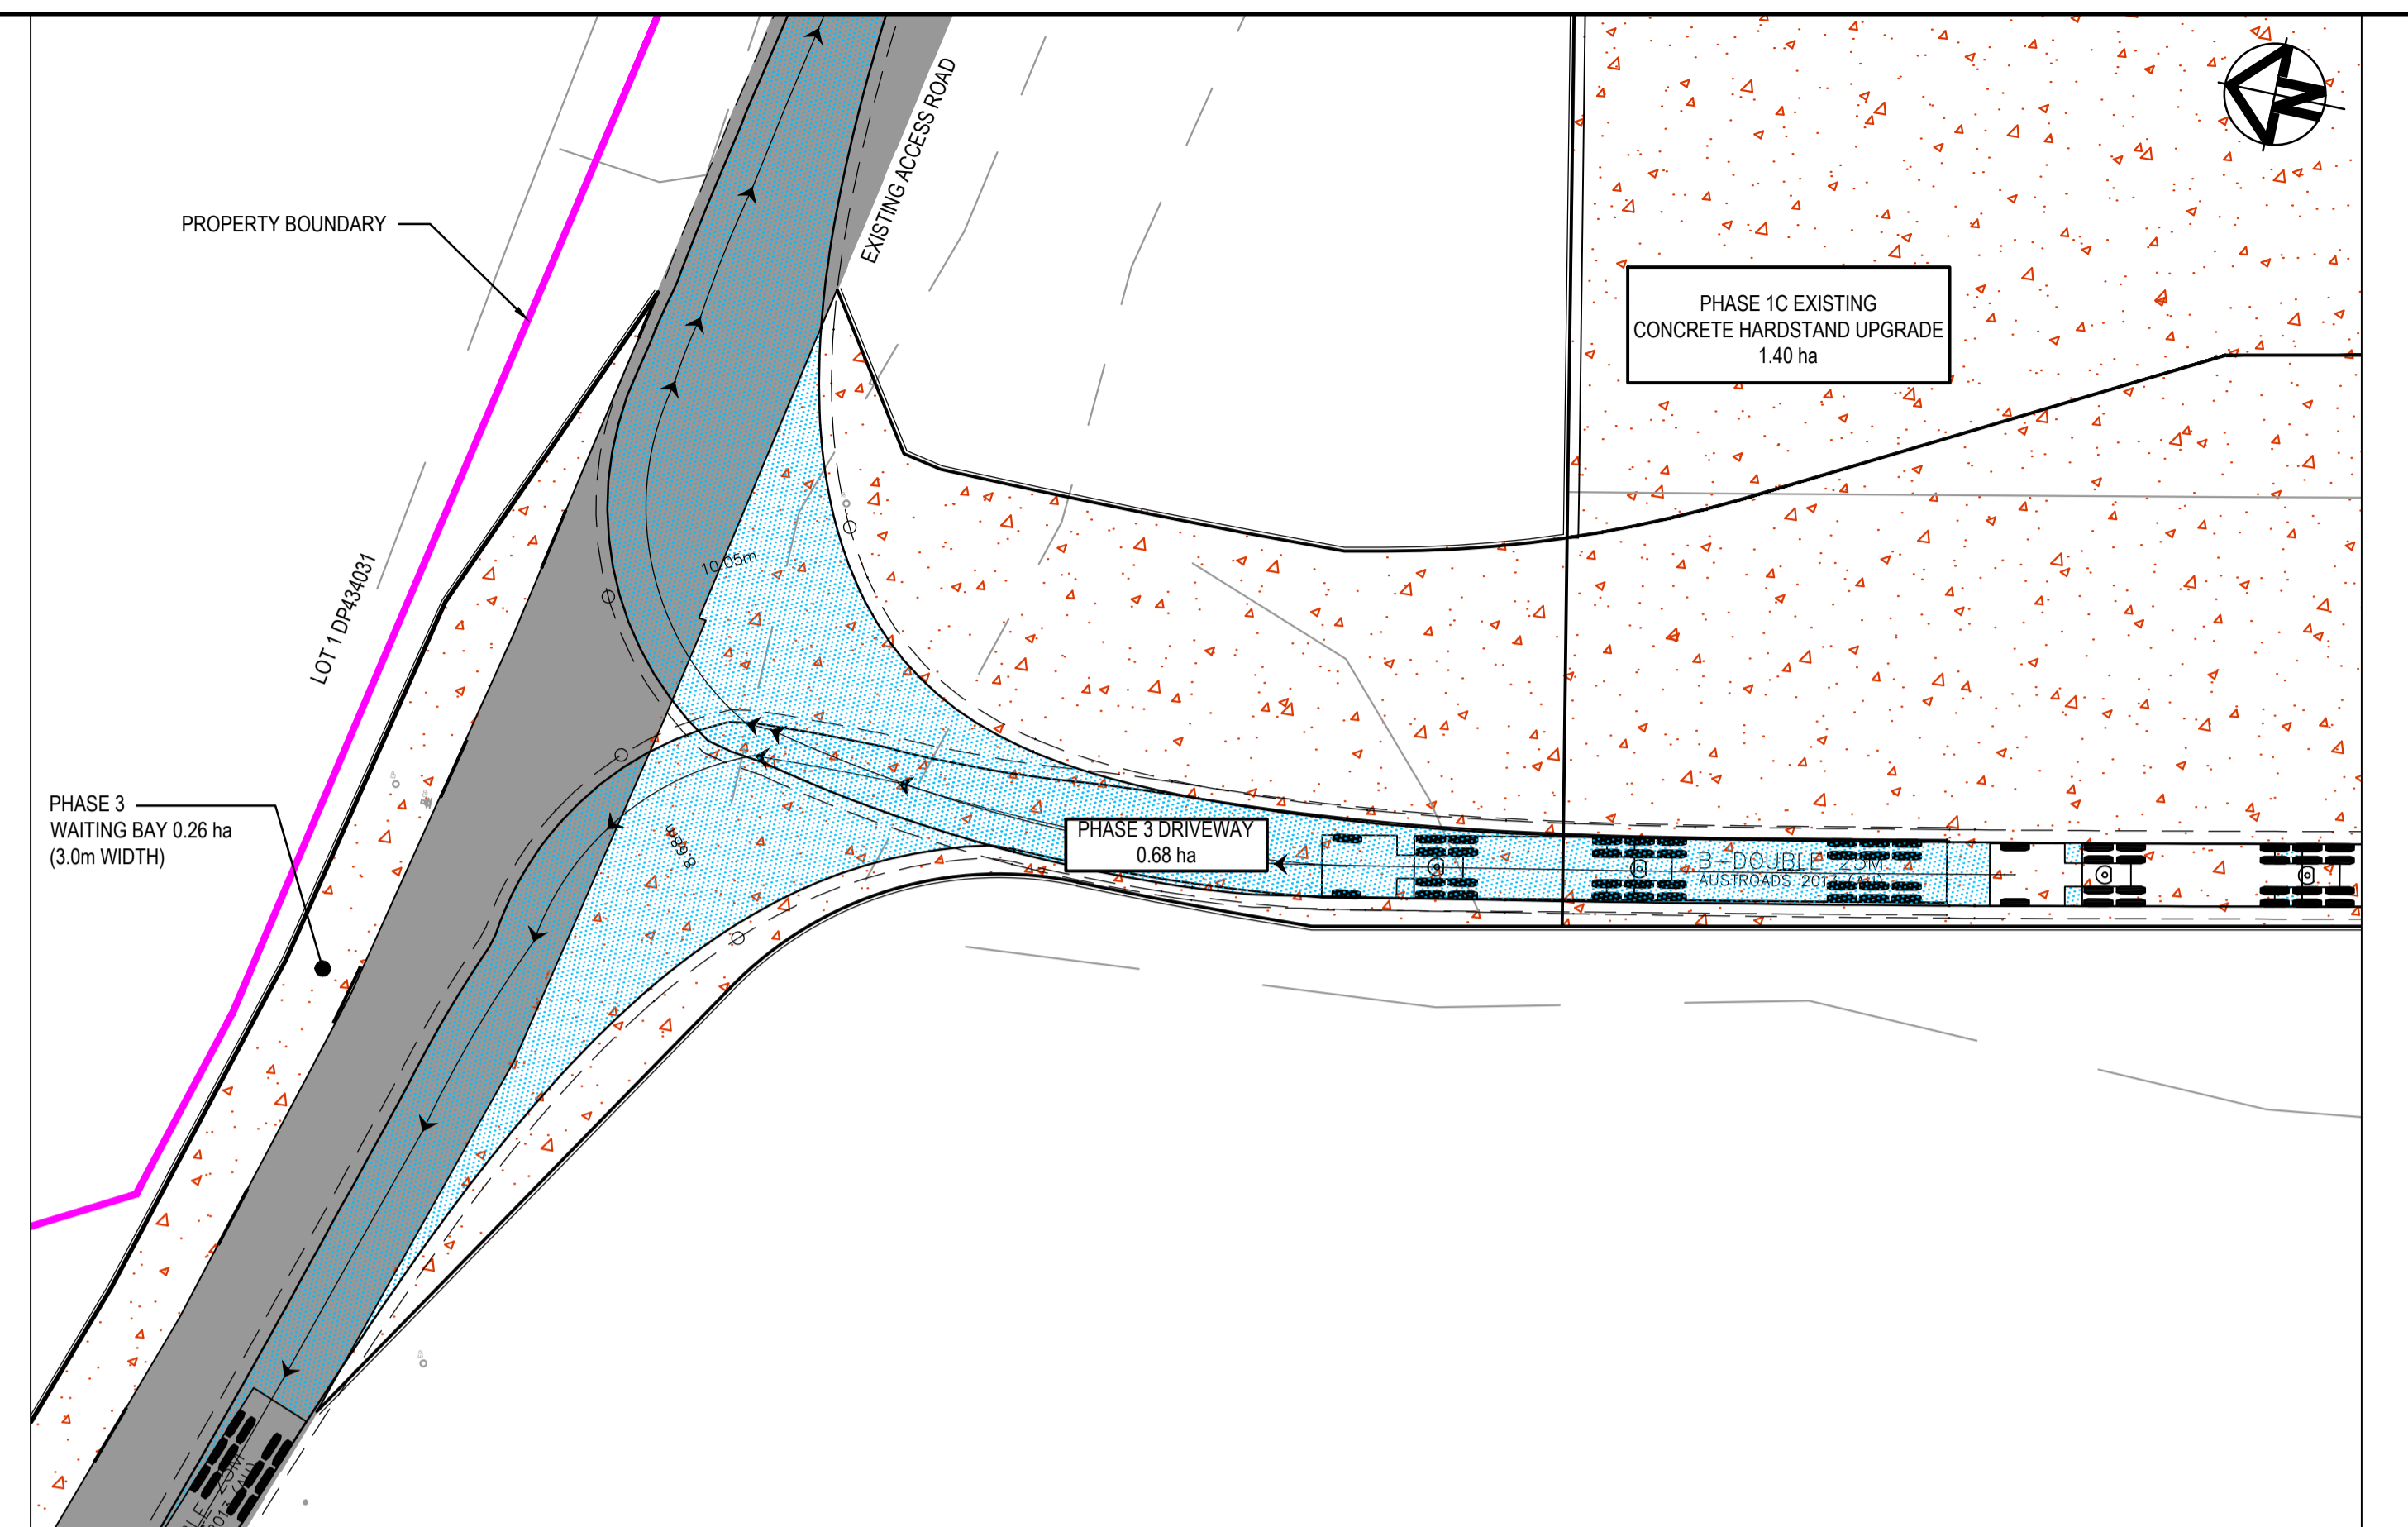 N
EXISTING ACCESS ROAD
PROPERTY BOUNDARY
PHASE 1C EXISTING
CONCRETE HARDSTAND UPGRADE
1.40 ha
10.05m
LOT 1 DP434031
PHASE 3
WAITING BAY 0.26 ha
(3.0m WIDTH)
PHASE 3 DRIVEWAY
0.68 ha
B-DOUBLE 25M
AUSTROADS 2013 (AU)